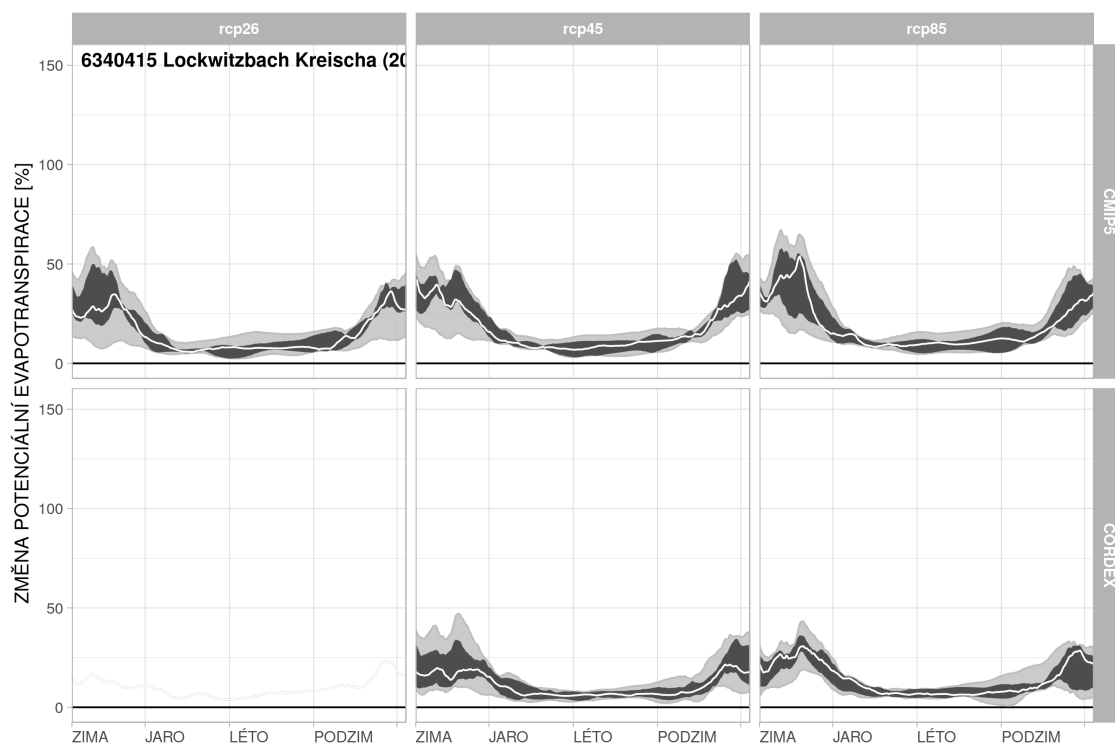 rcp26 rcp45 rcp85
6340415 Lockwitzbach Kreischa (20
150
100
50
0
CMIP5
ZMĚNA POTENCIÁLNÍ EVAPOTRANSPIRACE [%]
150
100
50
0
CORDEX
ZIMA JARO LÉTO PODZIM ZIMA JARO LÉTO PODZIM ZIMA JARO LÉTO PODZIM